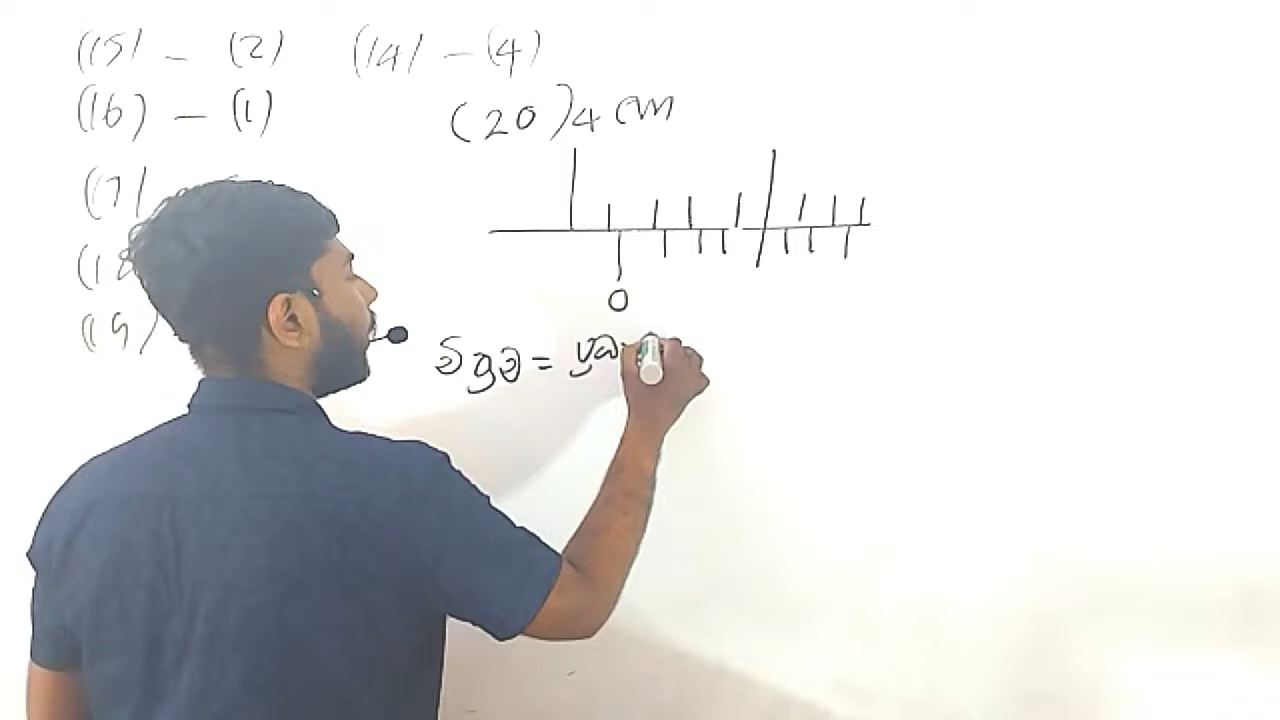 (15) – (2) (14) – (4)
(16) – (1)
(17)
(18
(19)
(20) 4 cm
0
=